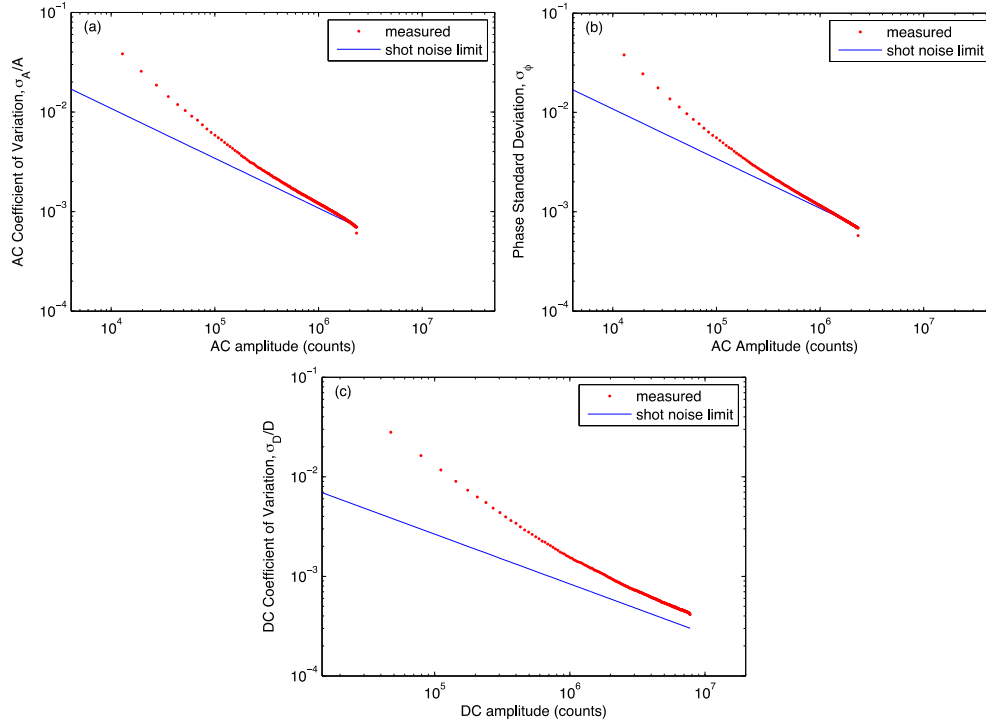 (a)
measured
shot noise limit
10^-1
10^-2
10^-3
10^-4
AC Coefficient of Variation, σ_A/A
10^4
10^5
10^6
10^7
AC amplitude (counts)
(b)
measured
shot noise limit
10^-1
10^-2
10^-3
10^-4
Phase Standard Deviation, σ_ϕ
10^4
10^5
10^6
10^7
AC Amplitude (counts)
(c)
measured
shot noise limit
10^-1
10^-2
10^-3
10^-4
DC Coefficient of Variation, σ_D/D
10^5
10^6
10^7
DC amplitude (counts)